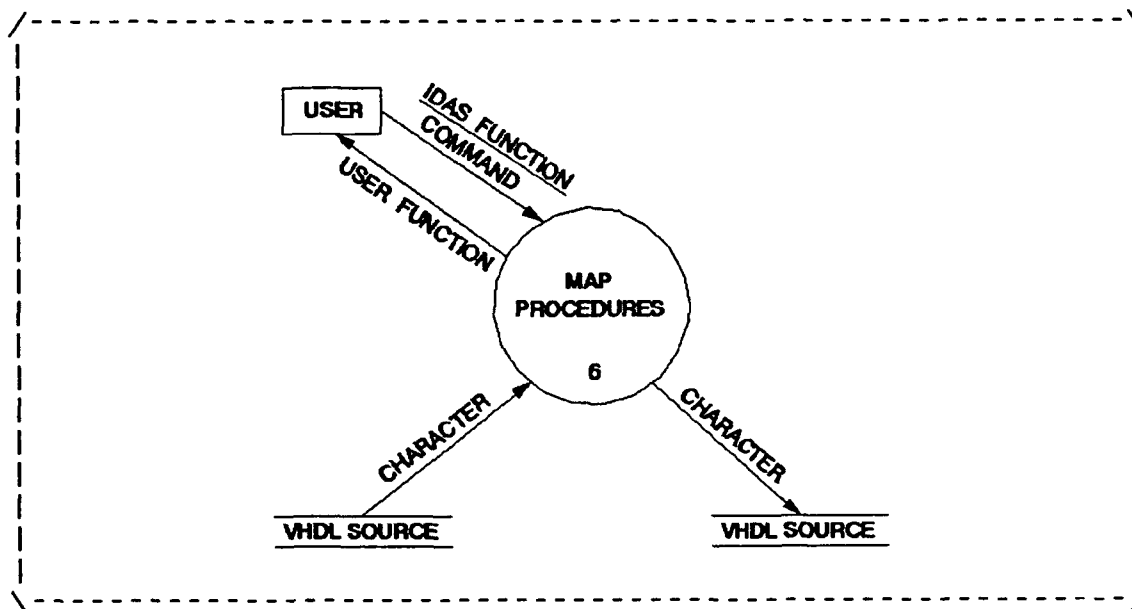 USER
IDAS FUNCTION
COMMAND
USER FUNCTION
MAP
PROCEDURES
6
CHARACTER
CHARACTER
VHDL SOURCE
VHDL SOURCE